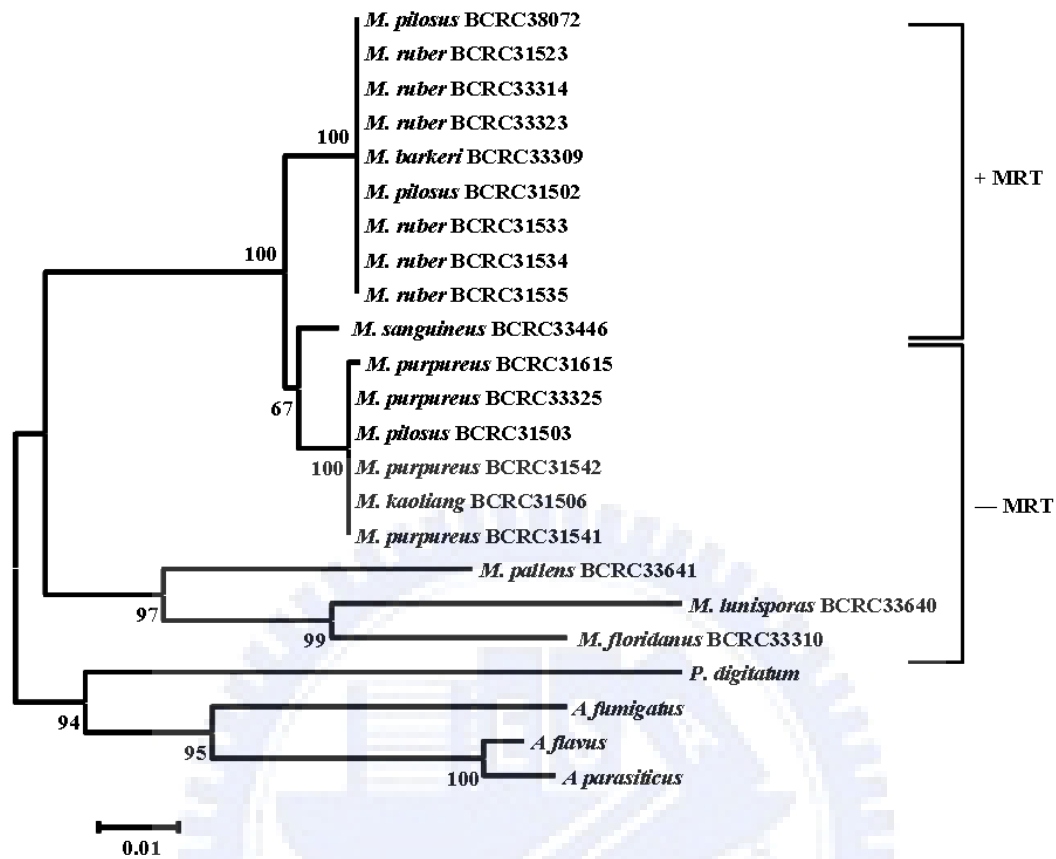 M. pilosus BCRC38072
M. ruber BCRC31523
M. ruber BCRC33314
M. ruber BCRC33323
100
M. barkeri BCRC33309
+ MRT
M. pilosus BCRC31502
M. ruber BCRC31533
100
M. ruber BCRC31534
M. ruber BCRC31535
M. sanguineus BCRC33446
M. purpureus BCRC31615
67
M. purpureus BCRC33325
M. pilosus BCRC31503
100
M. purpureus BCRC31542
M. kaoliang BCRC31506
— MRT
M. purpureus BCRC31541
M. pallens BCRC33641
97
M. lunisporas BCRC33640
99
M. floridanus BCRC33310
P. digitatum
94
A fumigatus
95
A flavus
100
A parasiticus
0.01